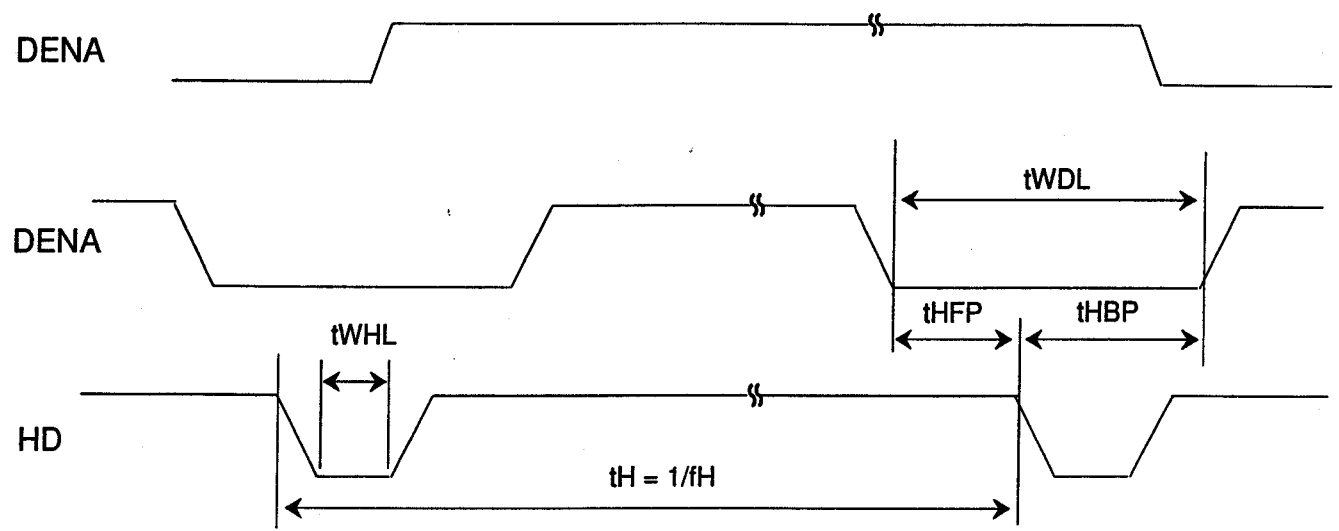 DENA
tWDL
DENA
tHFP
tHBP
tWHL
HD
tH = 1/fH